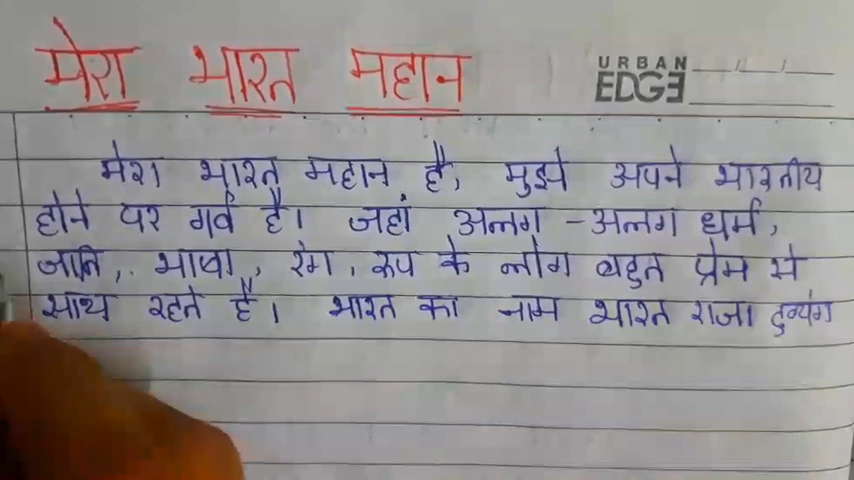 मेरा भारत महान
URBAN
EDGE
मेरा भारत महान है, मुझे अपने भारतीय
होने पर गर्व है। जहां अलग-अलग धर्म,
जाति, भाषा, रंग, रूप के लोग बहुत प्रेम से
साथ रहते है। भारत का नाम भारत राजा